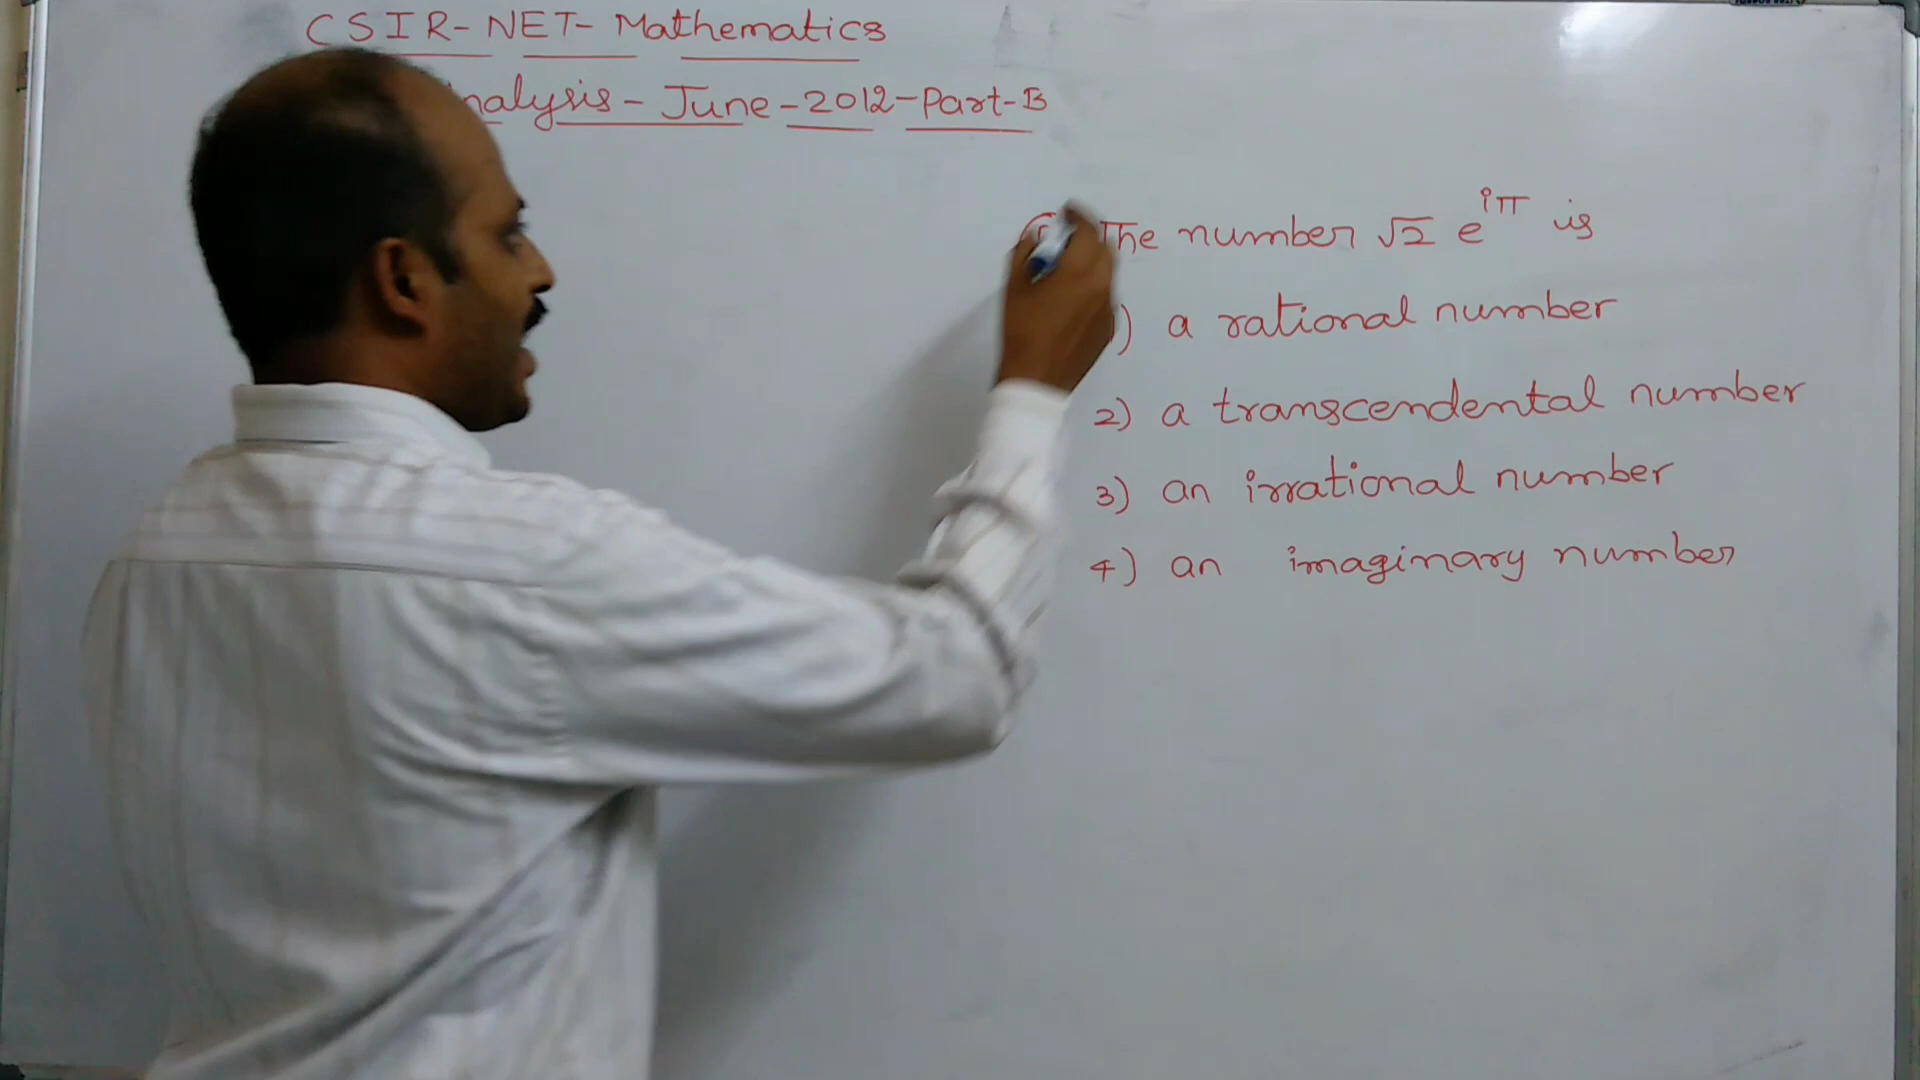 CSIR-NET-Mathematics
nalysis - June-2012-Part-B
The number √2 e^iπ is
) a rational number
2) a transcendental number
3) an irrational number
4) an imaginary number